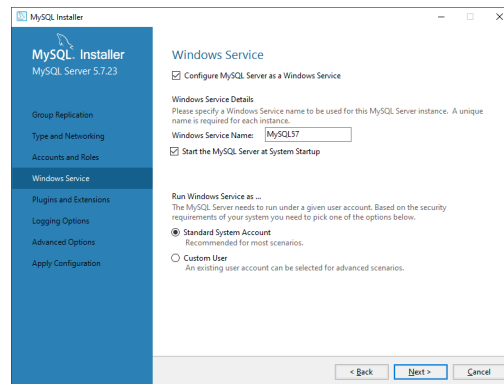 MySQL Installer
MySQL. Installer
MySQL Server 5.7.23
Group Replication
Type and Networking
Accounts and Roles
Windows Service
Plugins and Extensions
Logging Options
Advanced Options
Apply Configuration
Windows Service
Configure MySQL Server as a Windows Service
Windows Service Details
Please specify a Windows Service name to be used for this MySQL Server instance. A unique
name is required for each instance.
Windows Service Name: MySQL57
Start the MySQL Server at System Startup
Run Windows Service as ...
The MySQL Server needs to run under a given user account. Based on the security
requirements of your system you need to pick one of the options below.
Standard System Account
Recommended for most scenarios.
Custom User
An existing user account can be selected for advanced scenarios.
< Back
Next >
Cancel